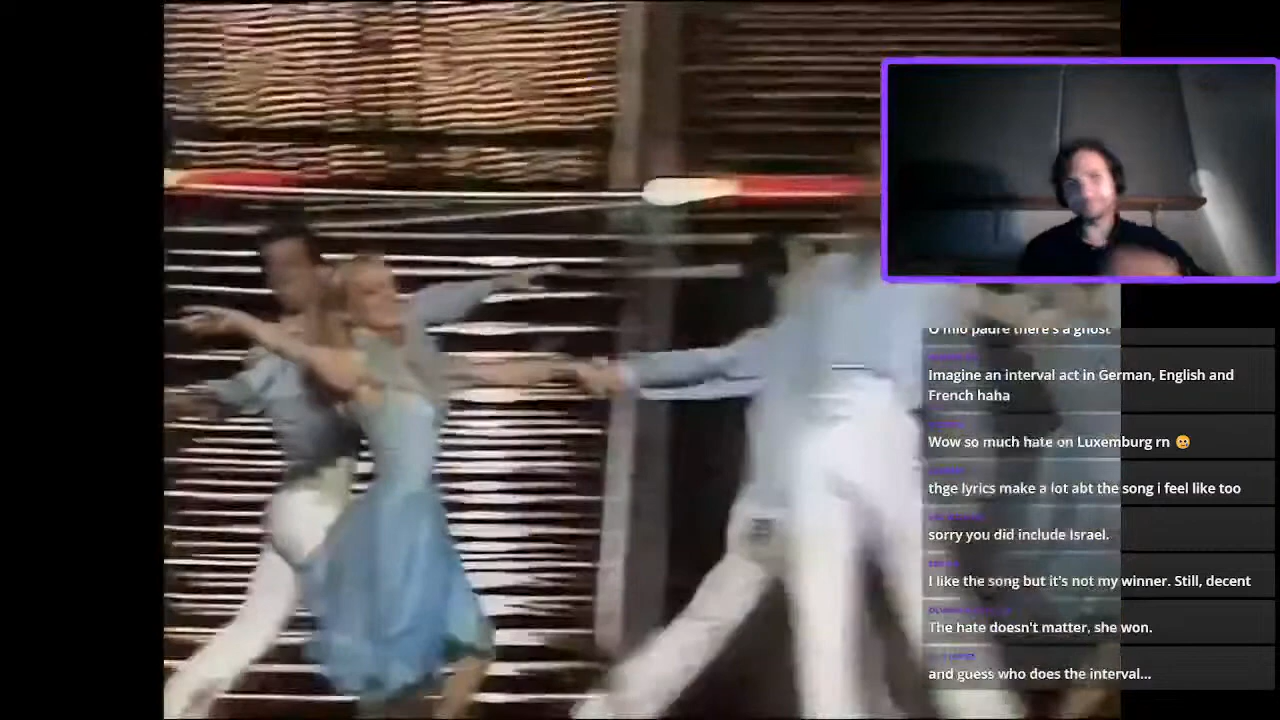 O mio padre there's a ghost
Imagine an interval act in German, English and
French haha
Wow so much hate on Luxemburg rn 🥲
thge lyrics make a lot abt the song i feel like too
sorry you did include Israel.
I like the song but it's not my winner. Still, decent
The hate doesn't matter, she won.
and guess who does the interval...